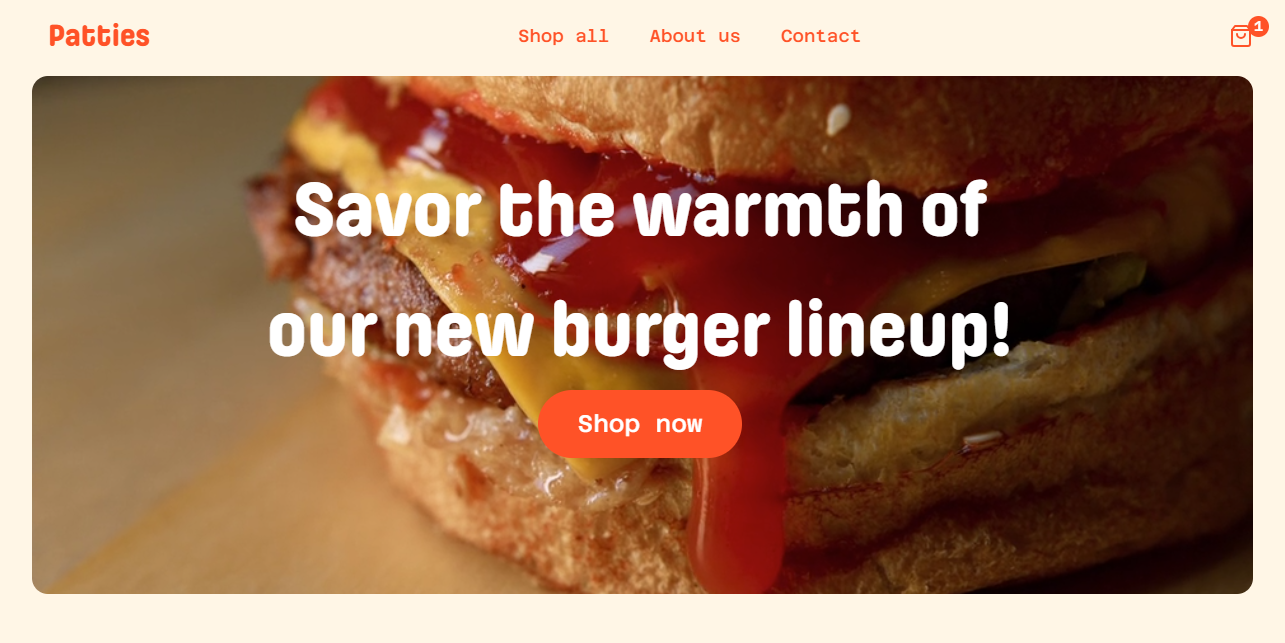 Patties
Shop all
About us
Contact
1
Savor the warmth of
our new burger lineup!
Shop now